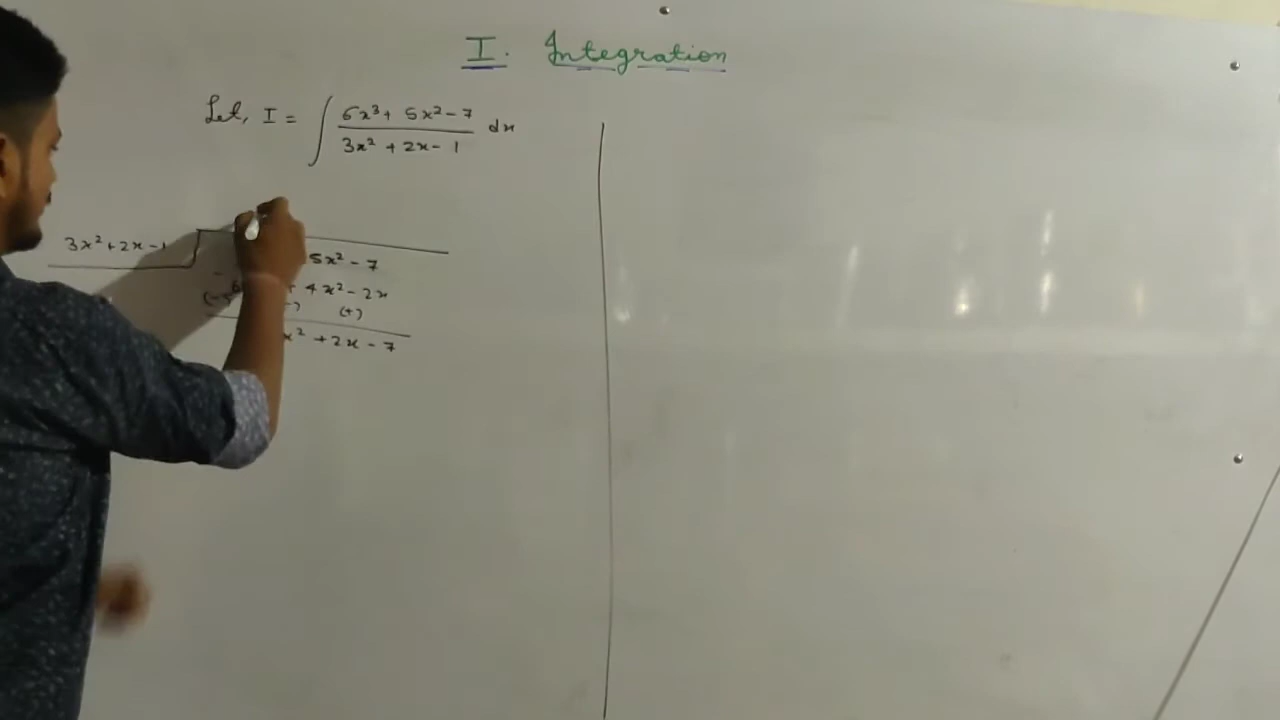 I. Integration
Let, I = ∫ (6x³ + 5x² - 7) / (3x² + 2x - 1) dx
3x² + 2x - 1
5x² - 7
+ 4x² - 2x
(+)
x² + 2x - 7